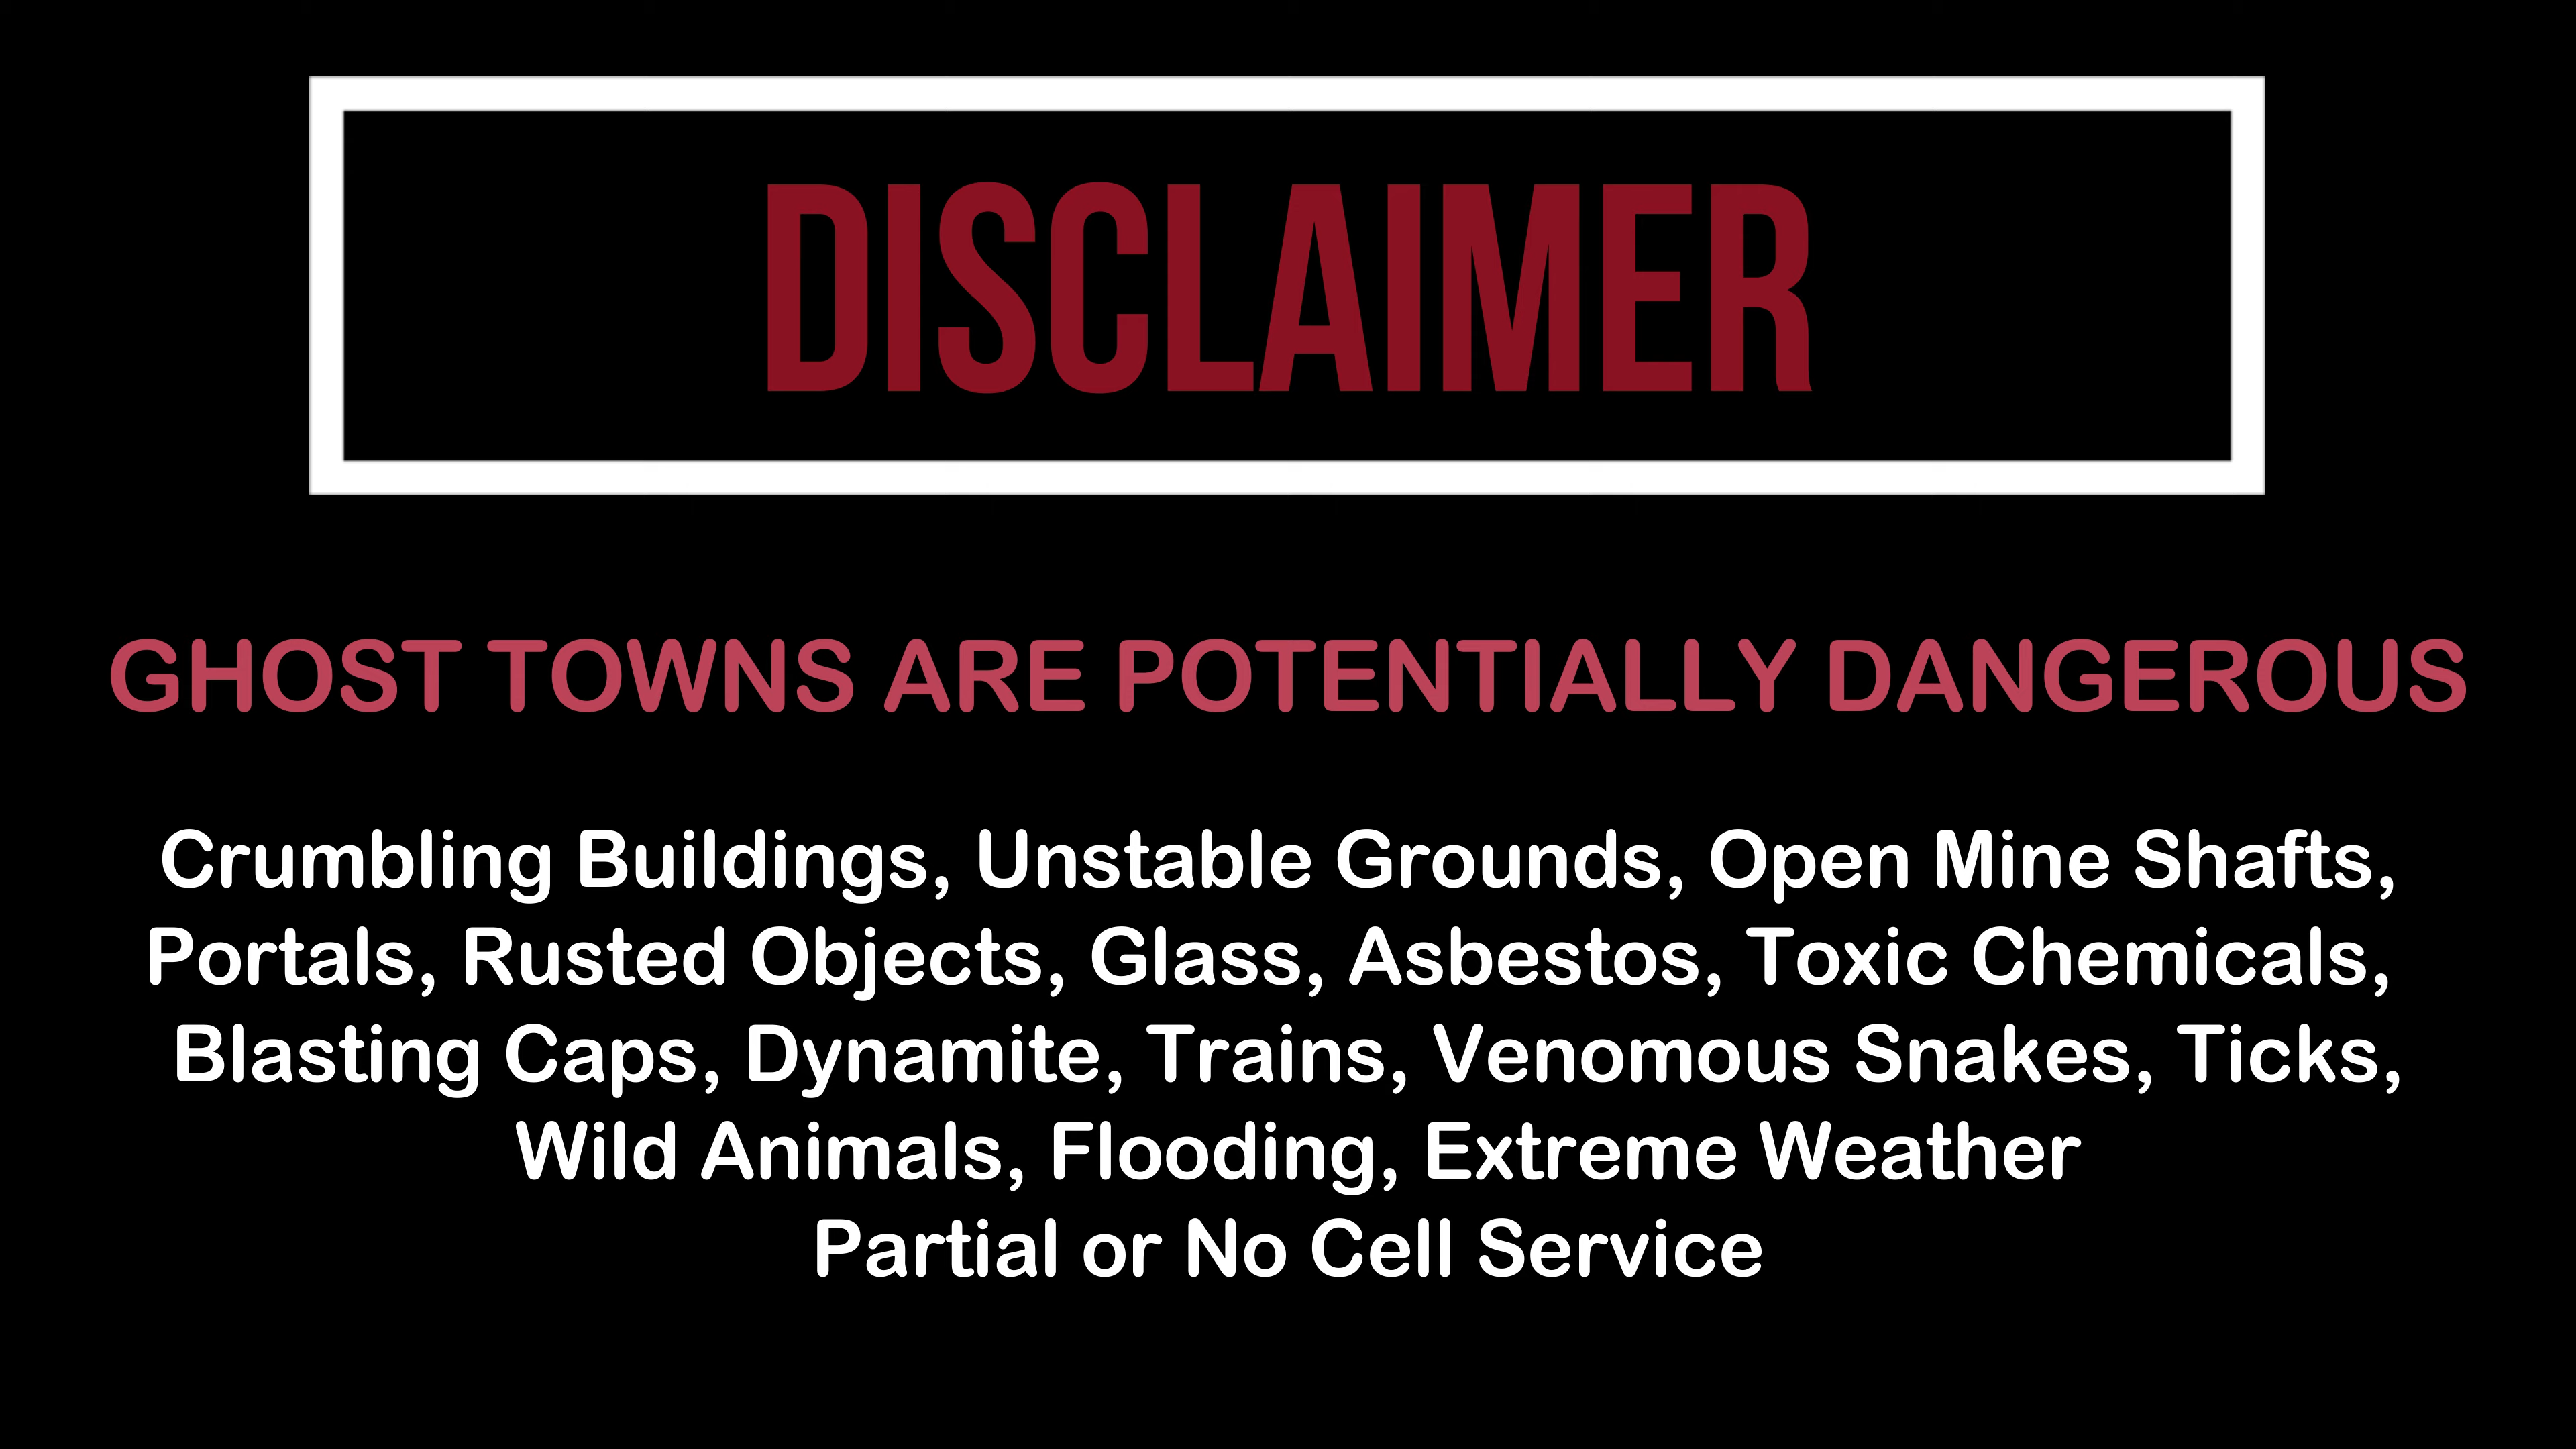 DISCLAIMER
GHOST TOWNS ARE POTENTIALLY DANGEROUS
Crumbling Buildings, Unstable Grounds, Open Mine Shafts,
Portals, Rusted Objects, Glass, Asbestos, Toxic Chemicals,
Blasting Caps, Dynamite, Trains, Venomous Snakes, Ticks,
Wild Animals, Flooding, Extreme Weather
Partial or No Cell Service